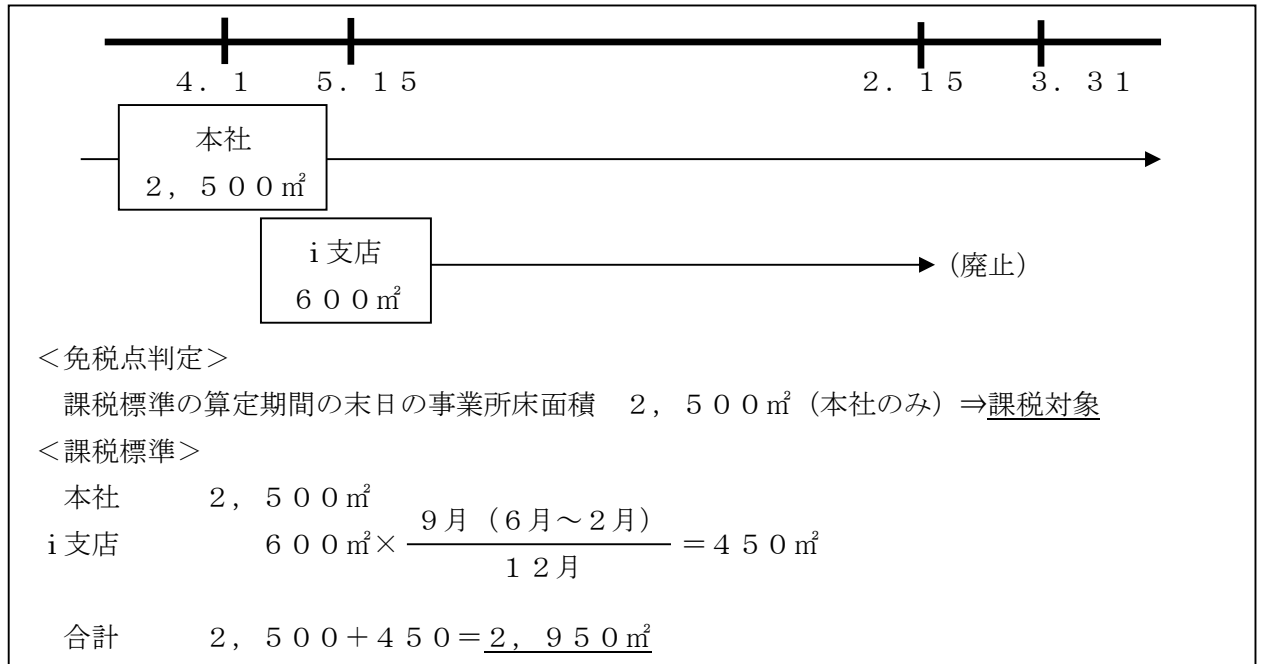 ４．１　５．１５　２．１５　３．３１
本社
２，５００㎡
ｉ支店
６００㎡
（廃止）
＜免税点判定＞
課税標準の算定期間の末日の事業所床面積　２，５００㎡（本社のみ）⇒課税対象
＜課税標準＞
本社　２，５００㎡
ｉ支店　６００㎡×９月（６月～２月）／１２月＝４５０㎡
合計　２，５００＋４５０＝２，９５０㎡